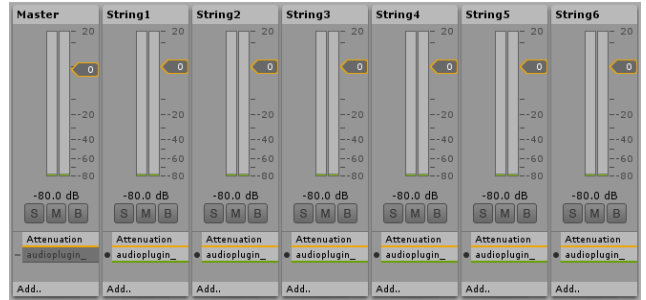 Master String1 String2 String3 String4 String5 String6
20 20 20 20 20 20 20
0 0 0 0 0 0 0
-20 -20 -20 -20 -20 -20 -20
-40 -40 -40 -40 -40 -40 -40
-60 -60 -60 -60 -60 -60 -60
-80 -80 -80 -80 -80 -80 -80
-80.0 dB -80.0 dB -80.0 dB -80.0 dB -80.0 dB -80.0 dB -80.0 dB
S M B S M B S M B S M B S M B S M B S M B
Attenuation Attenuation Attenuation Attenuation Attenuation Attenuation Attenuation
audioplugin_ audioplugin_ audioplugin_ audioplugin_ audioplugin_ audioplugin_ audioplugin_
Add.. Add.. Add.. Add.. Add.. Add.. Add..